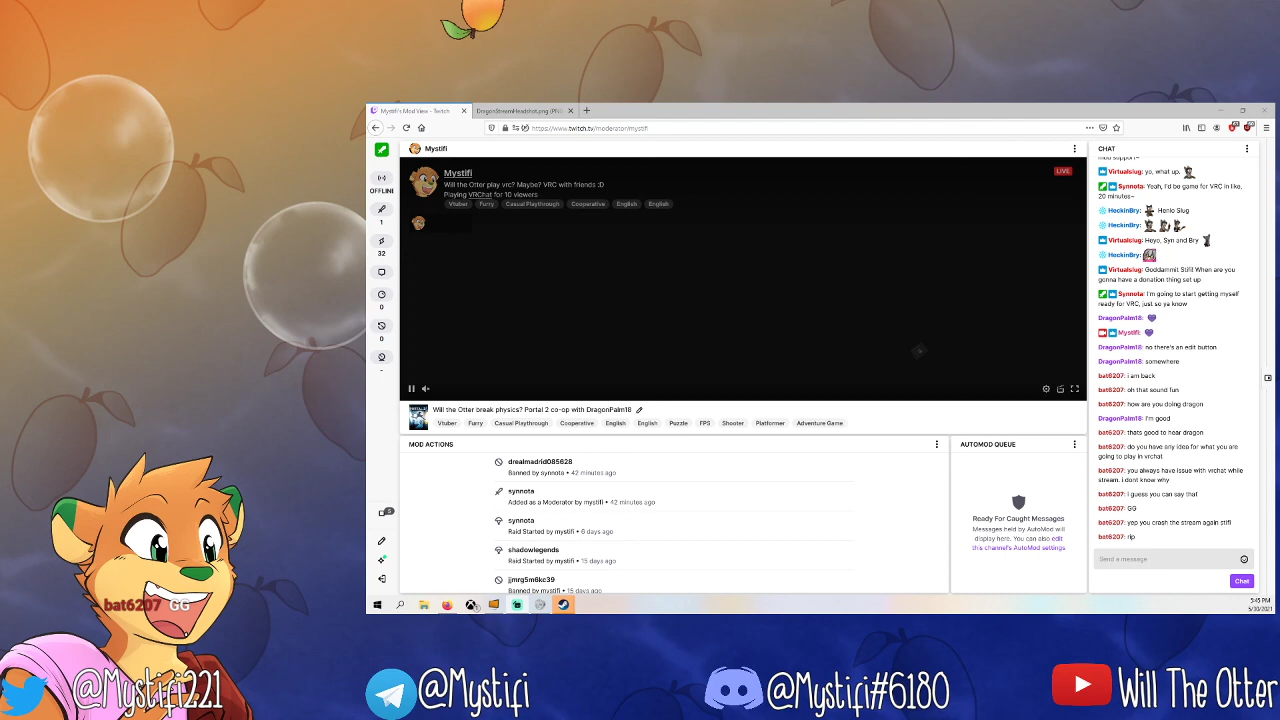 Mystifi's Mod View - Twitch
DragonStreamHeadshot.png (PNG
https://www.twitch.tv/moderator/mystifi
Mystifi
OFFLINE
1
32
0
0
-
5
Mystifi
Will the Otter play vrc? Maybe? VRC with friends :D
Playing VRChat for 10 viewers
Vtuber Furry Casual Playthrough Cooperative English English
LIVE
Will the Otter break physics? Portal 2 co-op with DragonPalm18
Vtuber Furry Casual Playthrough Cooperative English English Puzzle FPS Shooter Platformer Adventure Game
MOD ACTIONS
drealmadrid085628
Banned by synnota • 42 minutes ago
synnota
Added as a Moderator by mystifi • 42 minutes ago
synnota
Raid Started by mystifi • 6 days ago
shadowlegends
Raid Started by mystifi • 15 days ago
jjmrg5m6kc39
Banned by mystifi • 15 days ago
AUTOMOD QUEUE
Ready For Caught Messages
Messages held by AutoMod will
display here. You can also edit
this channel's AutoMod settings
CHAT
mod support~
Virtualslug: yo, what up.
Synnota: Yeah, I'd be game for VRC in like,
20 minutes~
HeckinBry: Henlo Slug
HeckinBry:
Virtualslug: Heyo, Syn and Bry
HeckinBry:
Virtualslug: Goddammit Stifi! When are you
gonna have a donation thing set up
Synnota: I'm going to start getting myself
ready for VRC, just so ya know
DragonPalm18:
Mystifi:
DragonPalm18: no there's an edit button
DragonPalm18: somewhere
bat6207: i am back
bat6207: oh that sound fun
bat6207: how are you doing dragon
DragonPalm18: I'm good
bat6207: thats good to hear dragon
bat6207: do you have any idea for what you are
going to play in vrchat
bat6207: you always have issue with vrchat while
stream. i dont know why
bat6207: i guess you can say that
bat6207: GG
bat6207: yep you crash the stream again stifi
bat6207: rip
Send a message
Chat
5:45 PM
5/30/2021
bat6207 GG
@Mystifi221
@Mystifi
@Mystifi#6180
Will The Otter